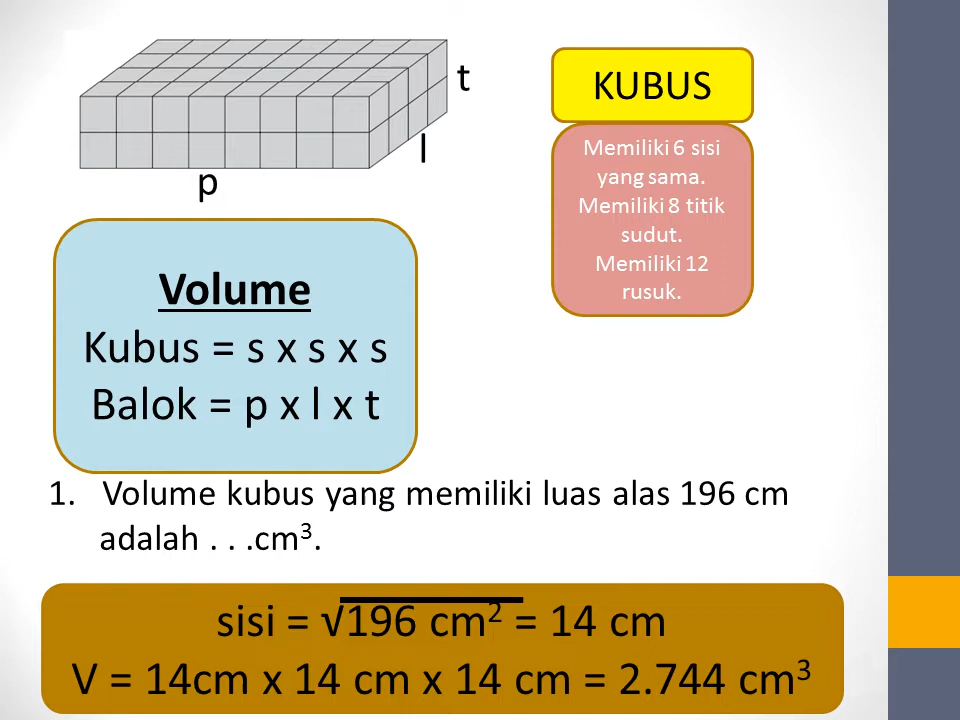 t
l
p
KUBUS
Memiliki 6 sisi
yang sama.
Memiliki 8 titik
sudut.
Memiliki 12
rusuk.
Volume
Kubus = s x s x s
Balok = p x l x t
1. Volume kubus yang memiliki luas alas 196 cm
adalah . . .cm³.
sisi = √196 cm² = 14 cm
V = 14cm x 14 cm x 14 cm = 2.744 cm³